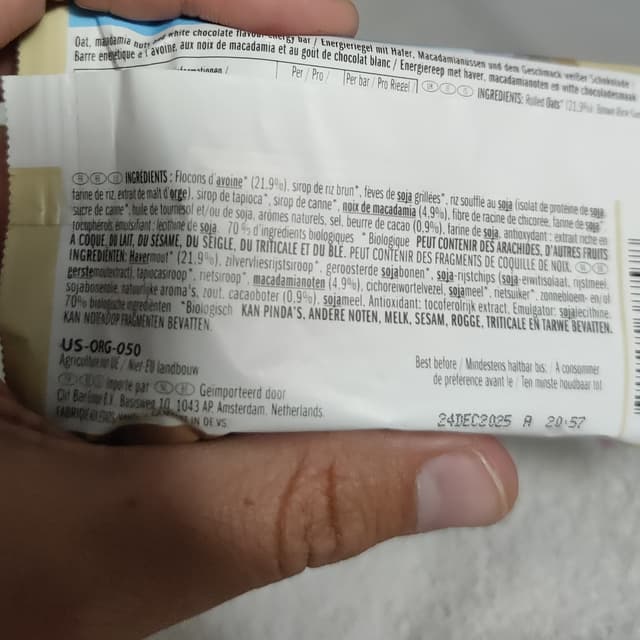 white chocolate flavour energy bar / Energieriegel mit Hafer, Macadamianüssen und dem Geschmack weißer Schokolade
Barre énergétique à l'avoine, aux noix de macadamia et au goût de chocolat blanc / Energiereep met haver, macadamianoten en witte chocoladesmaak
Per / Pro / Per bar / Pro Riegel / INGREDIENTS: Rolled Oats* (21.9%)
INGREDIENTS : Flocons d'avoine* (21.9%), sirop de riz brun*, fèves de soja grillées*, riz soufflé au soja (isolat de protéine de soja,
farine de riz, extrait de malt d'orge), sirop de tapioca*, sirop de canne*, noix de macadamia (4,9%), fibre de racine de chicorée, farine de soja*,
sucre de canne*, huile de tournesol et/ou de soja, arômes naturels, sel, beurre de cacao (0,9%), farine de soja, antioxydant : extrait riche en
tocophérols, émulsifiant : lécithine de soja. 70 % d'ingrédients biologiques *Biologique PEUT CONTENIR DES ARACHIDES, D'AUTRES FRUITS
À COQUE, DU LAIT, DU SÉSAME, DU SEIGLE, DU TRITICALE ET DU BLÉ. PEUT CONTENIR DES FRAGMENTS DE COQUILLE DE NOIX.
INGREDIËNTEN: Havermout* (21.9%), zilvervliesrijstsiroop*, geroosterde sojabonen*, soja-rijstchips (soja-eiwitisolaat, rijstmeel,
gerstemoutextract), tapiocasiroop*, rietsiroop*, macadamianoten (4,9%), cichoreiwortelvezel, sojameel*, rietsuiker*, zonnebloem- en/of
sojabonenolie, natuurlijke aroma's, zout, cacaoboter (0,9%), sojameel, Antioxidant: tocoferolrijk extract, Emulgator: sojalecithine.
70% biologische ingrediënten *Biologisch KAN PINDA'S, ANDERE NOTEN, MELK, SESAM, ROGGE, TRITICALE EN TARWE BEVATTEN.
KAN NOTENDOP FRAGMENTEN BEVATTEN.
US-ORG-050
Agriculture non UE / Niet EU landbouw
Importé par Geïmporteerd door
Clif Bar Europe, Basisweg 10, 1043 AP Amsterdam, Netherlands.
IN DE VS.
Best before / Mindestens haltbar bis: / A consommer
de préférence avant le / Ten minste houdbaar tot
24DEC2025 A 20:57